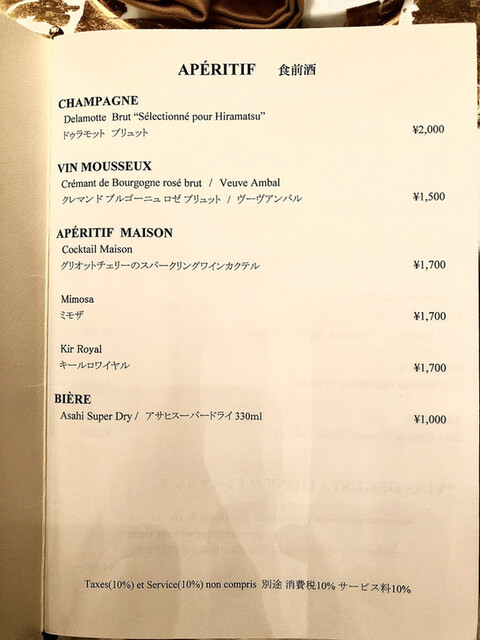 APÉRITIF 食前酒
CHAMPAGNE
Delamotte Brut “Sélectionné pour Hiramatsu”
ドゥラモット ブリュット ¥2,000
VIN MOUSSEUX
Crémant de Bourgogne rosé brut / Veuve Ambal
クレマンド ブルゴーニュ ロゼ ブリュット / ヴーヴアンバル ¥1,500
APÉRITIF MAISON
Cocktail Maison
グリオットチェリーのスパークリングワインカクテル ¥1,700
Mimosa
ミモザ ¥1,700
Kir Royal
キールロワイヤル ¥1,700
BIÈRE
Asahi Super Dry / アサヒスーパードライ 330ml ¥1,000
Taxes(10%) et Service(10%) non compris 別途 消費税10% サービス料10%